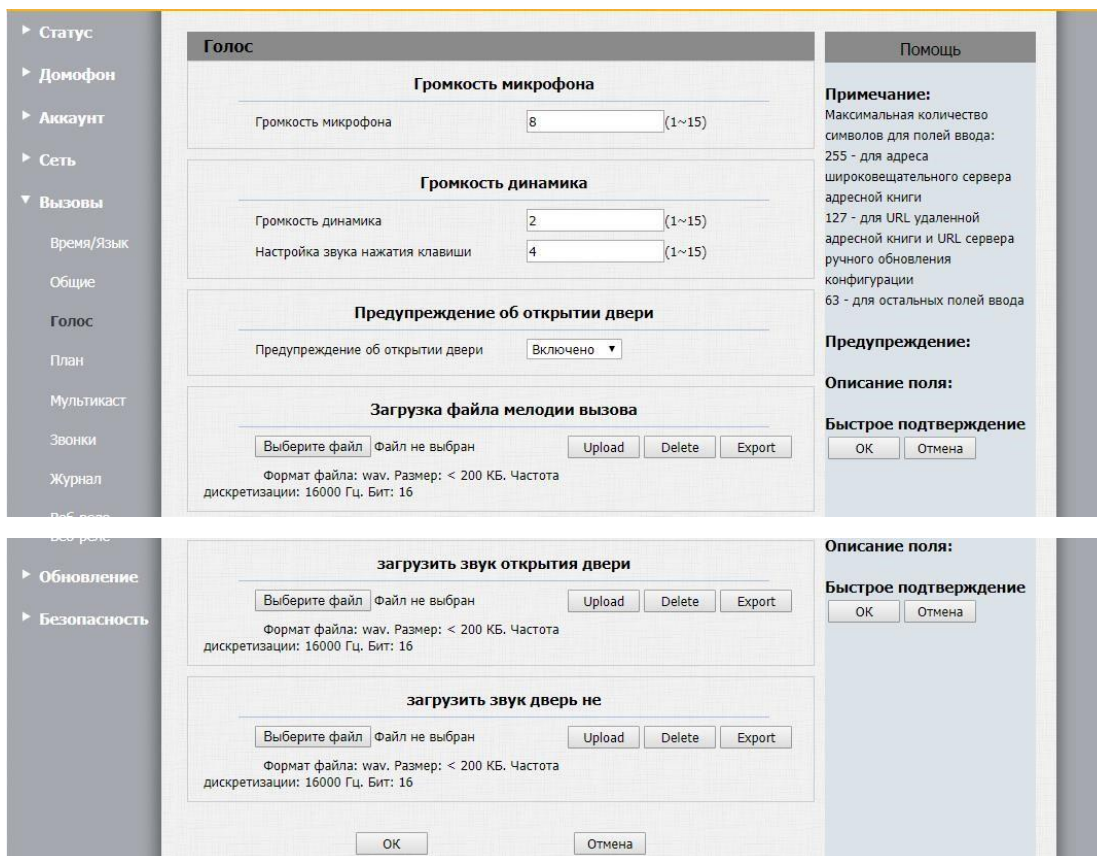 Статус
Домофон
Аккаунт
Сеть
Вызовы
Время/Язык
Общие
Голос
План
Мультикаст
Звонки
Журнал
Веб реле
Голос
Громкость микрофона
Громкость микрофона 8 (1~15)
Громкость динамика
Громкость динамика 2 (1~15)
Настройка звука нажатия клавиши 4 (1~15)
Предупреждение об открытии двери
Предупреждение об открытии двери Включено
Загрузка файла мелодии вызова
Выберите файл Файл не выбран Upload Delete Export
Формат файла: wav. Размер: < 200 КБ. Частота
дискретизации: 16000 Гц. Бит: 16
Помощь
Примечание:
Максимальная количество
символов для полей ввода:
255 - для адреса
широковещательного сервера
адресной книги
127 - для URL удаленной
адресной книги и URL сервера
ручного обновления
конфигурации
63 - для остальных полей ввода
Предупреждение:
Описание поля:
Быстрое подтверждение
ОК Отмена
Обновление
Безопасность
загрузить звук открытия двери
Выберите файл Файл не выбран Upload Delete Export
Формат файла: wav. Размер: < 200 КБ. Частота
дискретизации: 16000 Гц. Бит: 16
загрузить звук дверь не
Выберите файл Файл не выбран Upload Delete Export
Формат файла: wav. Размер: < 200 КБ. Частота
дискретизации: 16000 Гц. Бит: 16
ОК Отмена
Описание поля:
Быстрое подтверждение
ОК Отмена